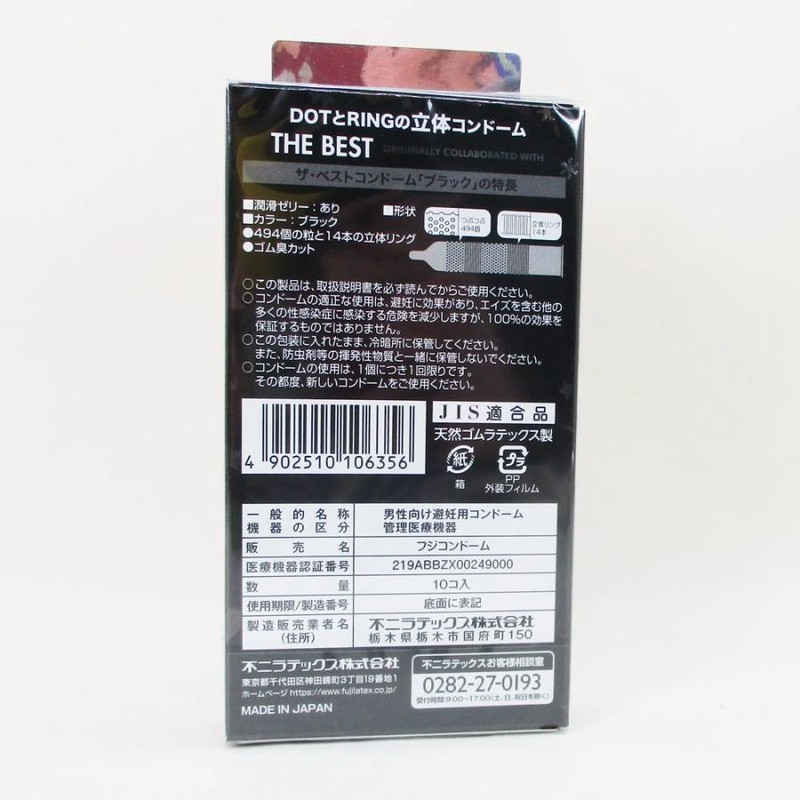 DOTとRINGの立体コンドーム
THE BEST ORIGINALLY COLLABORATED WITH
ザ・ベストコンドーム「ブラック」の特長
■潤滑ゼリー：あり
■カラー：ブラック
●494個の粒と14本の立体リング
●ゴム臭カット
■形状
つぶつぶ
494個
立体リング
14本
○この製品は、取扱説明書を必ず読んでからご使用ください。
○コンドームの適正な使用は、避妊に効果があり、エイズを含む他の
多くの性感染症に感染する危険を減少しますが、100%の効果を
保証するものではありません。
○この包装に入れたまま、冷暗所に保管してください。
また、防虫剤等の揮発性物質と一緒に保管しないでください。
○コンドームの使用は、1個につき1回限りです。
その都度、新しいコンドームをご使用ください。
4 902510 106356
JIS適合品
天然ゴムラテックス製
紙
箱
プラ
PP
外装フィルム
一般的名称 男性向け避妊用コンドーム
機器の区分 管理医療機器
販売名 フジコンドーム
医療機器認証番号 219ABBZX00249000
数量 10コ入
使用期限/製造番号 底面に表記
製造販売業者名 不二ラテックス株式会社
(住所) 栃木県栃木市国府町150
不二ラテックス株式会社
東京都千代田区神田錦町3丁目19番地1
ホームページ https://www.fujilatex.co.jp/
MADE IN JAPAN
不二ラテックスお客様相談室
0282-27-0193
受付時間9:00〜17:00(土、日、祝日を除く)